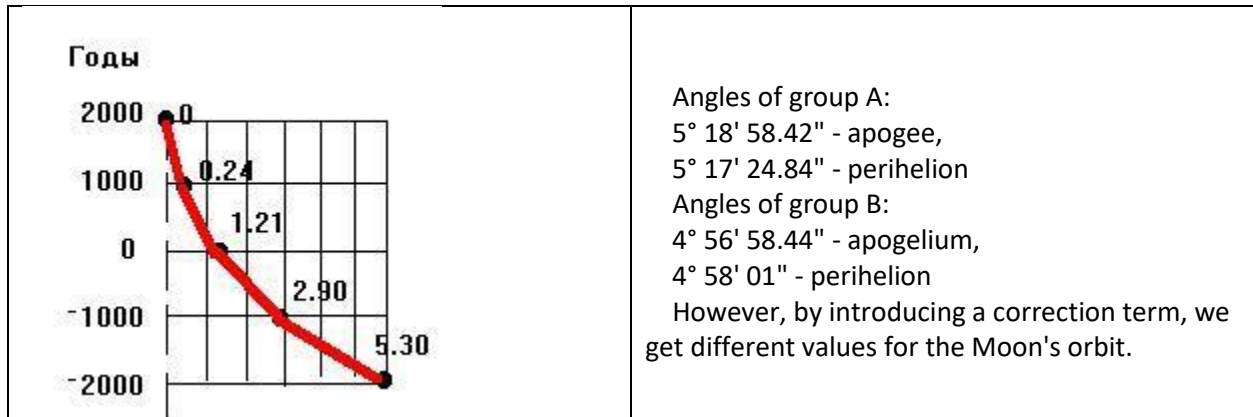 Годы
2000 0
1000 0.24
0 1.21
-1000 2.90
-2000 5.30
Angles of group A:
5° 18' 58.42" - apogee,
5° 17' 24.84" - perihelion
Angles of group B:
4° 56' 58.44" - apogelium,
4° 58' 01" - perihelion
However, by introducing a correction term, we
get different values for the Moon's orbit.